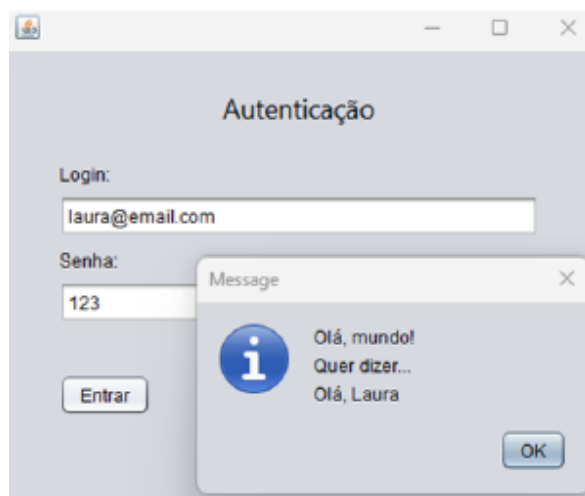 Autenticação
Login:
laura@email.com
Senha:
123
Entrar
Message
Olá, mundo!
Quer dizer...
Olá, Laura
OK